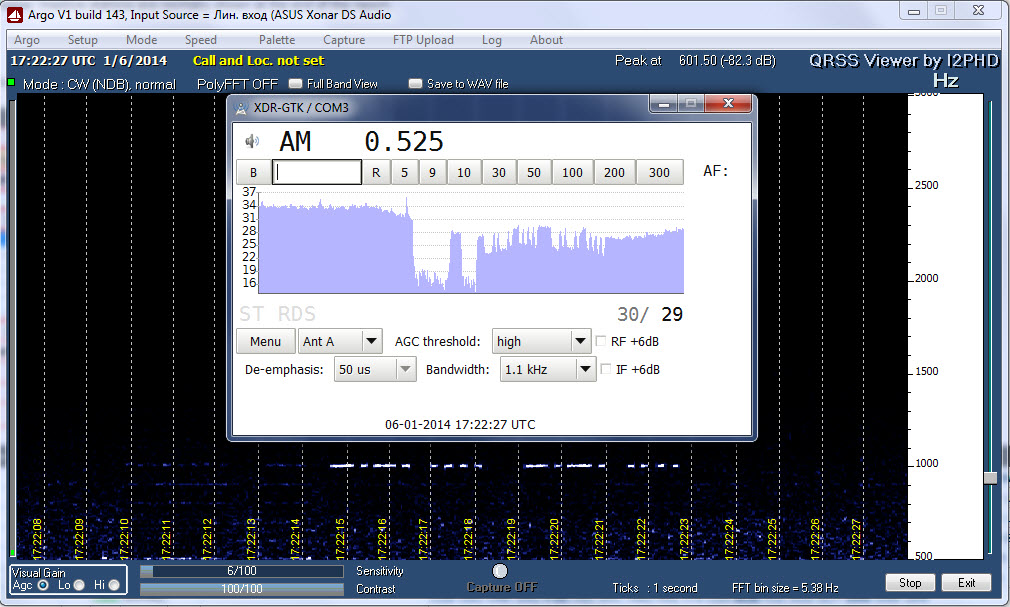 Argo V1 build 143, Input Source = Лин. вход (ASUS Xonar DS Audio
Argo Setup Mode Speed Palette Capture FTP Upload Log About
17:22:27 UTC 1/6/2014 Call and Loc. not set Peak at 601.50 (-82.3 dB) QRSS Viewer by I2PHD
Mode : CW (NDB), normal PolyFFT OFF Full Band View Save to WAV file Hz
XDR-GTK / COM3
AM 0.525
B R 5 9 10 30 50 100 200 300 AF:
37
34
31
28
25
22
19
16
ST RDS 30/ 29
Menu Ant A AGC threshold: high RF +6dB
De-emphasis: 50 us Bandwidth: 1.1 kHz IF +6dB
06-01-2014 17:22:27 UTC
3000
2500
2000
1500
1000
500
17:22:08 17:22:09 17:22:10 17:22:11 17:22:12 17:22:13 17:22:14 17:22:15 17:22:16 17:22:17 17:22:18 17:22:19 17:22:20 17:22:21 17:22:22 17:22:23 17:22:24 17:22:25 17:22:26 17:22:27
Visual Gain
Agc Lo Hi
6/100 Sensitivity
100/100 Contrast
Capture OFF
Ticks : 1 second FFT bin size = 5.38 Hz
Stop Exit